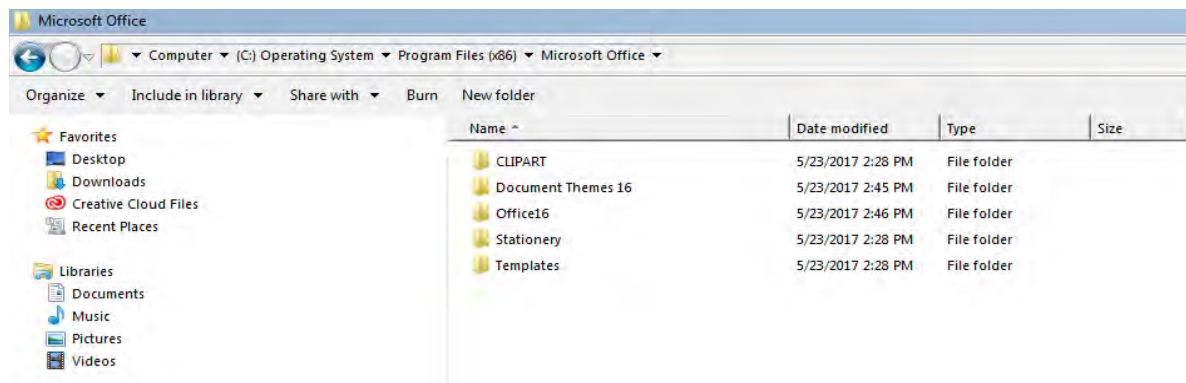 Microsoft Office
Computer (C:) Operating System Program Files (x86) Microsoft Office
Organize Include in library Share with Burn New folder
Favorites
Desktop
Downloads
Creative Cloud Files
Recent Places
Libraries
Documents
Music
Pictures
Videos
Name Date modified Type Size
CLIPART 5/23/2017 2:28 PM File folder
Document Themes 16 5/23/2017 2:45 PM File folder
Office16 5/23/2017 2:46 PM File folder
Stationery 5/23/2017 2:28 PM File folder
Templates 5/23/2017 2:28 PM File folder